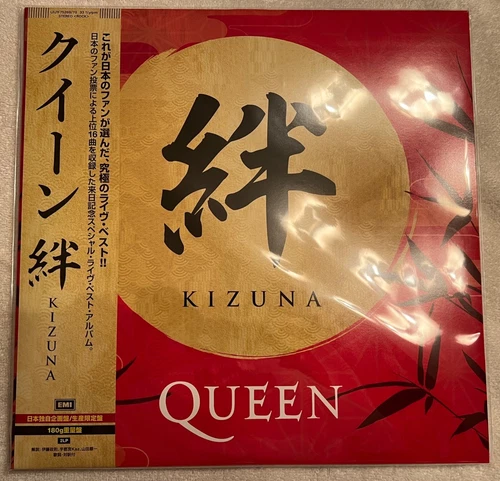 これが日本のファンが選んだ、究極のライヴ・ベスト!!
日本のファン投票による上位16曲を収録した来日記念スペシャル・ライヴ・ベスト・アルバム。
クイーン 絆
KIZUNA
EMI
日本独自企画盤/生産限定盤
180g重量盤
2LP
絆
KIZUNA
QUEEN